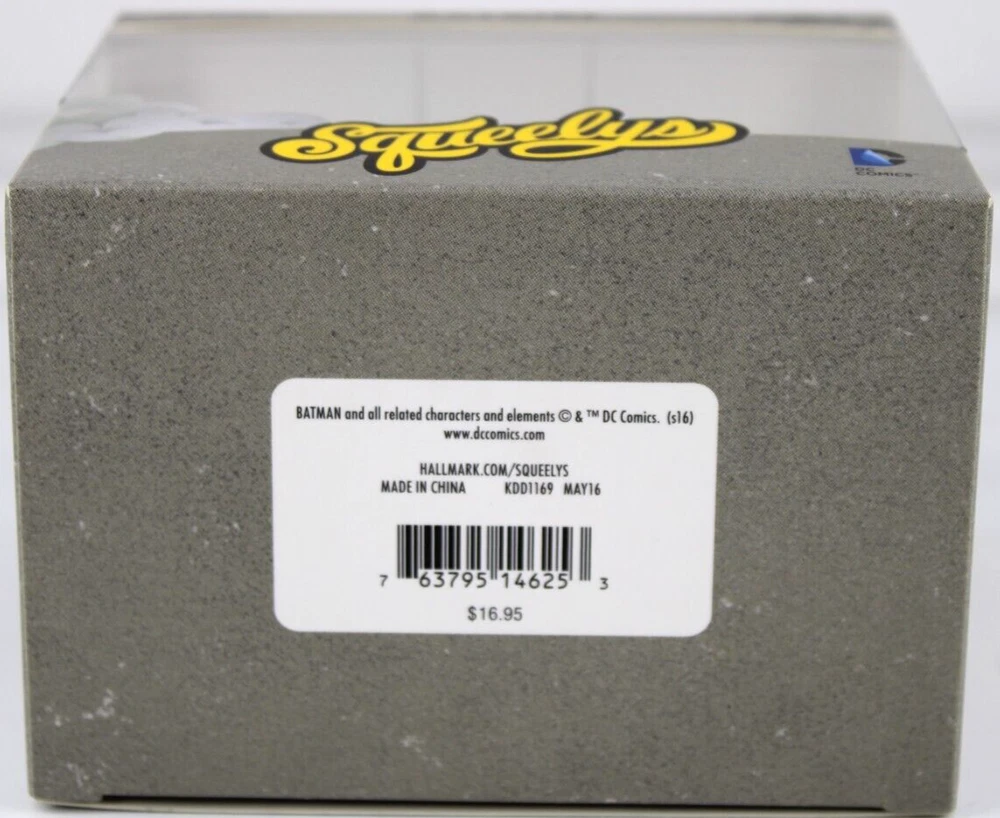 Squeelys
DC
COMICS™
BATMAN and all related characters and elements © & ™ DC Comics. (s16)
www.dccomics.com
HALLMARK.COM/SQUEELYS
MADE IN CHINA KDD1169 MAY16
7 63795 14625 3
$16.95